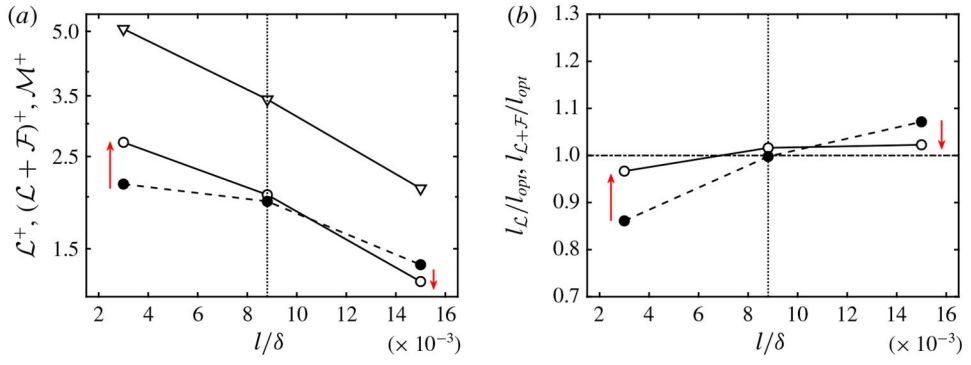 (a)
5.0
3.5
2.5
1.5
ℒ⁺, (ℒ + ℱ)⁺, ℳ⁺
2 4 6 8 10 12 14 16
l/δ
(× 10⁻³)
(b)
1.3
1.2
1.1
1.0
0.9
0.8
0.7
l_ℒ/l_opt, l_ℒ+ℱ/l_opt
2 4 6 8 10 12 14 16
l/δ
(× 10⁻³)